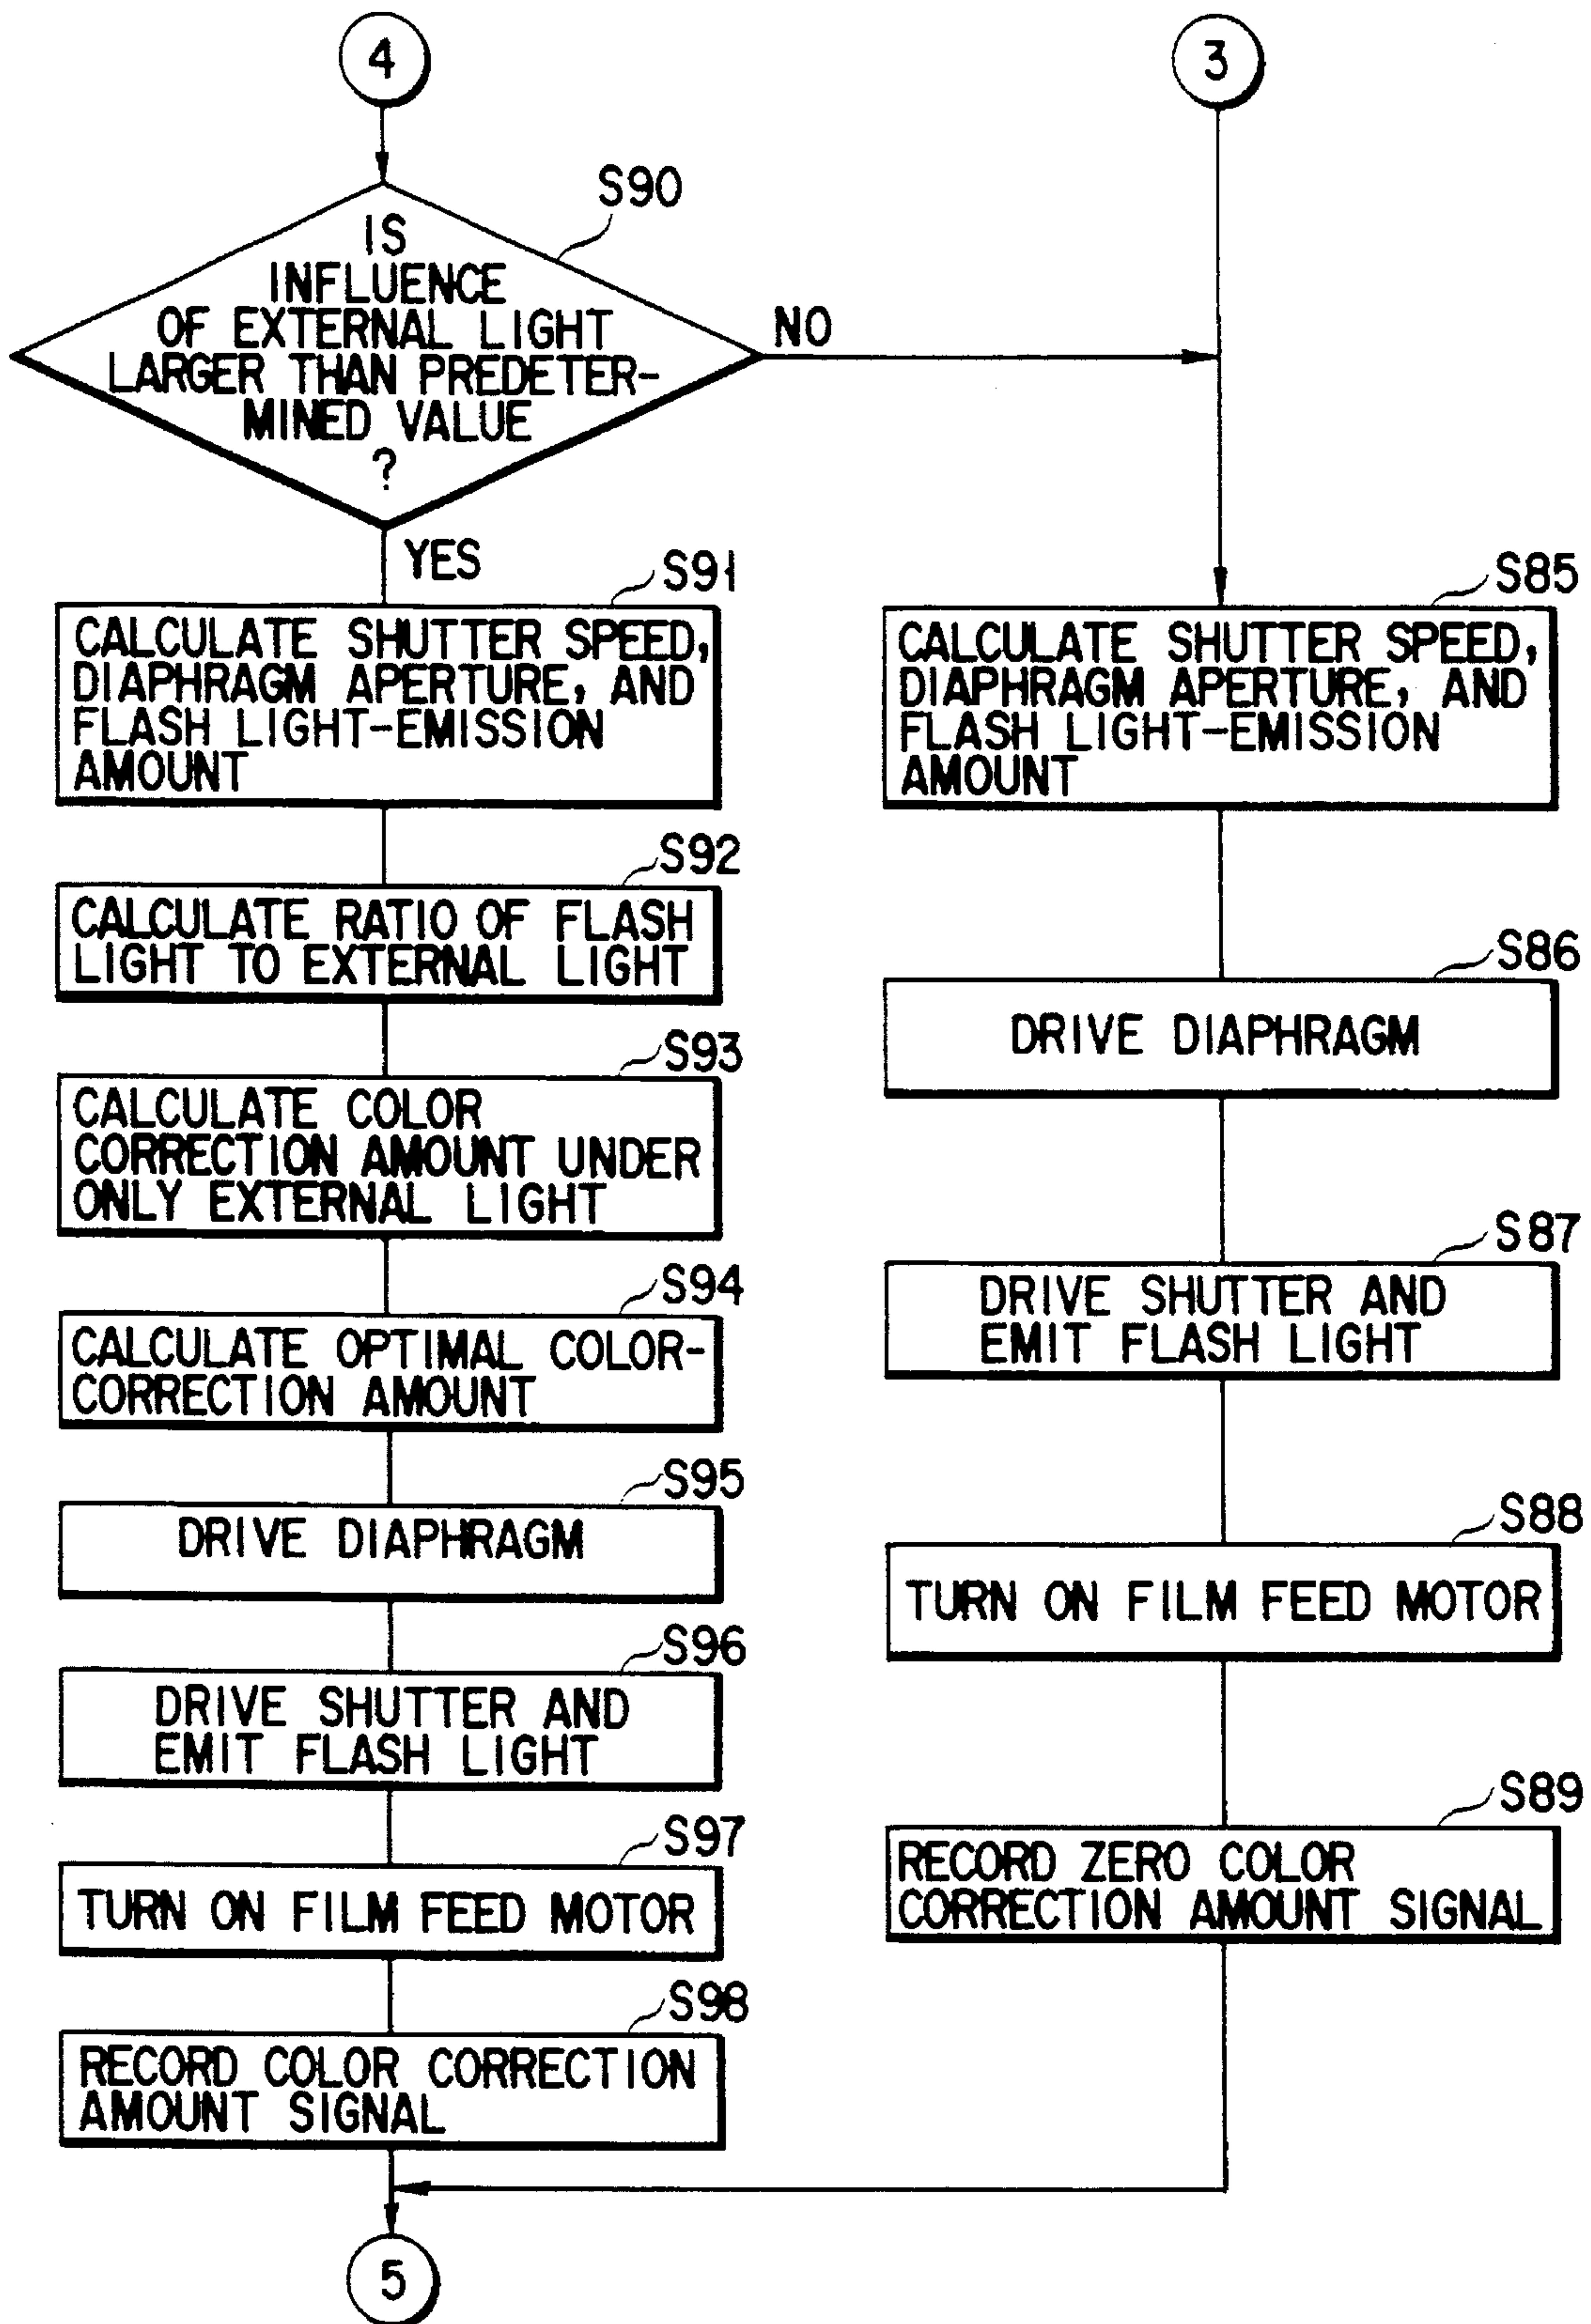 4
3
S90
IS
INFLUENCE
OF EXTERNAL LIGHT
LARGER THAN PREDETER-
MINED VALUE
?
NO
YES
S91
CALCULATE SHUTTER SPEED,
DIAPHRAGM APERTURE, AND
FLASH LIGHT-EMISSION
AMOUNT
S92
CALCULATE RATIO OF FLASH
LIGHT TO EXTERNAL LIGHT
S93
CALCULATE COLOR
CORRECTION AMOUNT UNDER
ONLY EXTERNAL LIGHT
S94
CALCULATE OPTIMAL COLOR-
CORRECTION AMOUNT
S95
DRIVE DIAPHRAGM
S96
DRIVE SHUTTER AND
EMIT FLASH LIGHT
S97
TURN ON FILM FEED MOTOR
S98
RECORD COLOR CORRECTION
AMOUNT SIGNAL
S85
CALCULATE SHUTTER SPEED,
DIAPHRAGM APERTURE, AND
FLASH LIGHT-EMISSION
AMOUNT
S86
DRIVE DIAPHRAGM
S87
DRIVE SHUTTER AND
EMIT FLASH LIGHT
S88
TURN ON FILM FEED MOTOR
S89
RECORD ZERO COLOR
CORRECTION AMOUNT SIGNAL
5